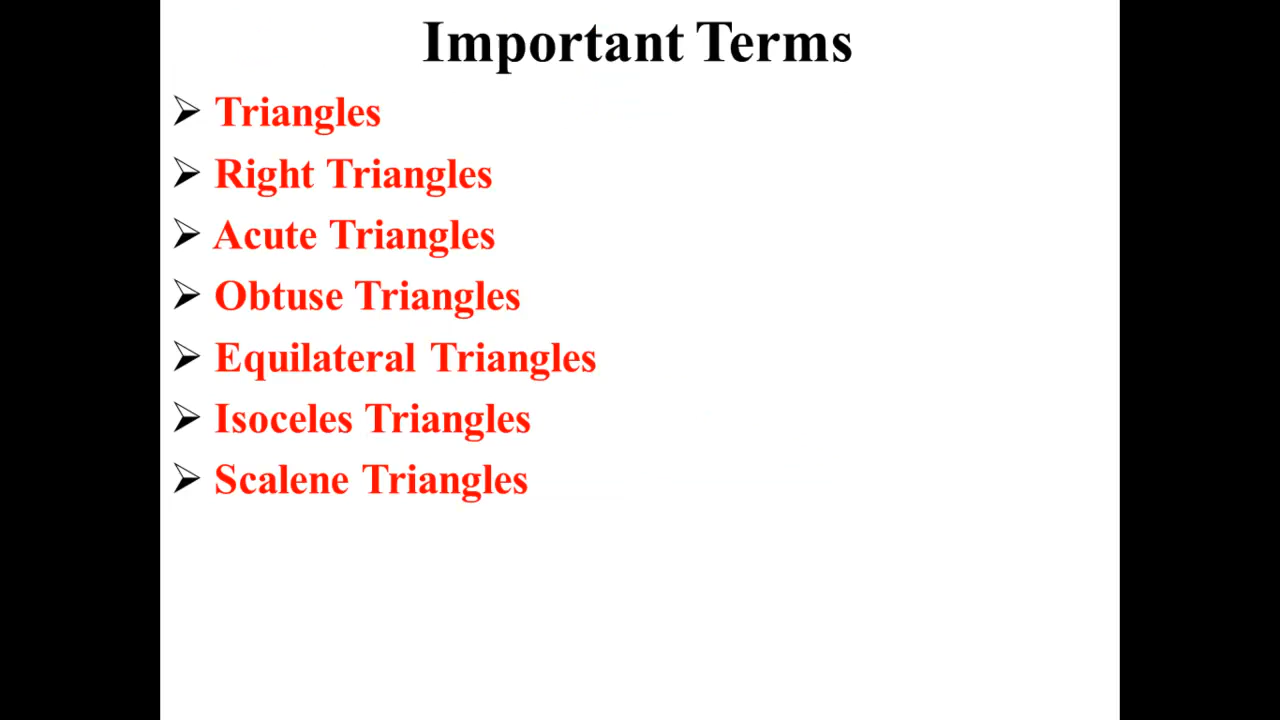 Important Terms
➢ Triangles
➢ Right Triangles
➢ Acute Triangles
➢ Obtuse Triangles
➢ Equilateral Triangles
➢ Isoceles Triangles
➢ Scalene Triangles